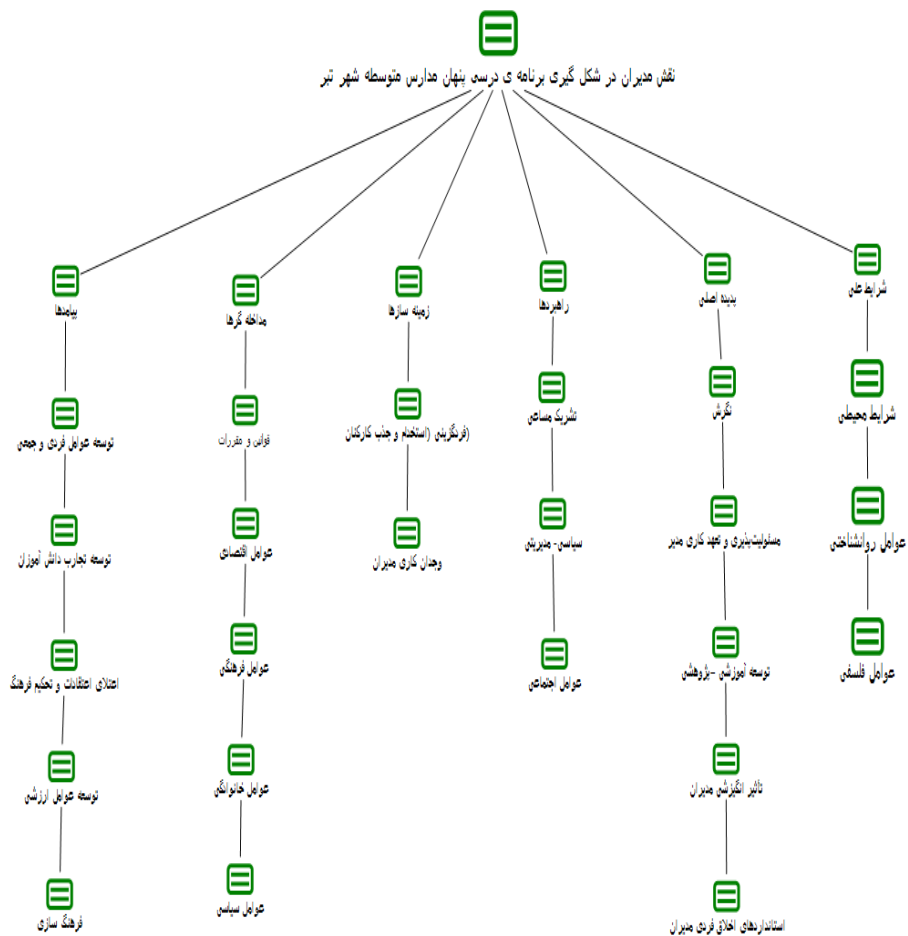 نقش مدیران در شکل گیری برنامه ی درسی پنهان مدارس متوسطه شهر تبر
شرایط علی
شرایط محیطی
عوامل روانشناختی
عوامل فلسفی
پدیده اصلی
نگرش
مسئولیت‌پذیری و تعهد کاری مدیر
توسعه آموزشی -پژوهشی
تأثیر انگیزشی مدیران
استانداردهای اخلاق فردی مدیران
راهبردها
تشریک مساعی
سیاسی- مدیریتی
عوامل اجتماعی
زمینه سازها
(فردگزینی (استخدام و جذب کارکنان
وجدان کاری مدیران
مداخله گرها
قوانین و مقررات
عوامل اقتصادی
عوامل فرهنگی
عوامل خانوانگی
عوامل سیاسی
پیامدها
توسعه عوامل فردی و جمعی
توسعه تجارب دانش آموزان
اعتلای اعتقادات و تحکیم فرهنگ
توسعه عوامل ارزشی
فرهنگ سازی